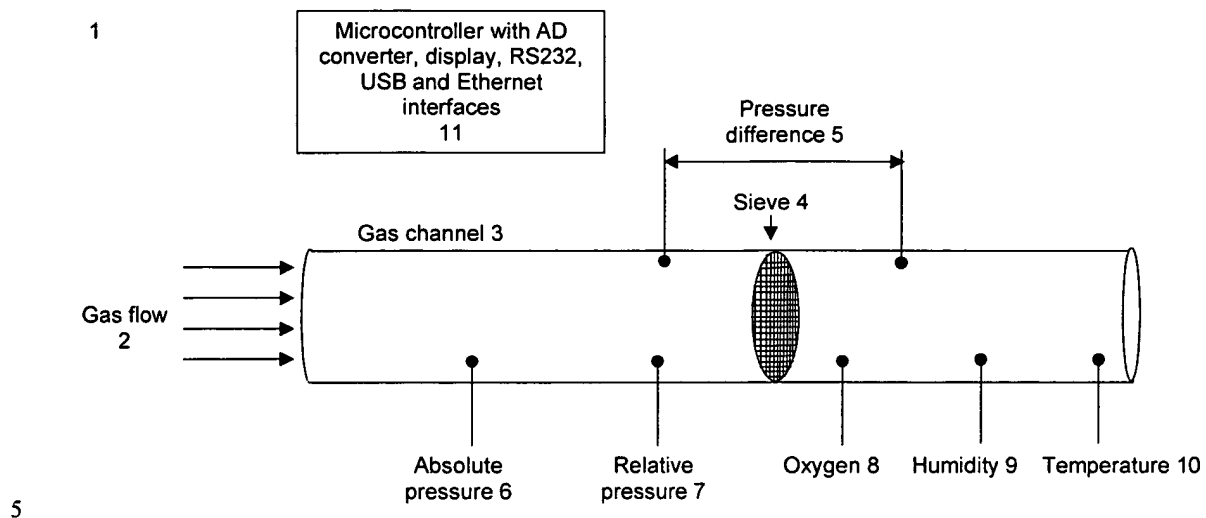 1
Microcontroller with AD
converter, display, RS232,
USB and Ethernet
interfaces
11
Pressure
difference 5
Sieve 4
Gas channel 3
Gas flow
2
Absolute
pressure 6
Relative
pressure 7
Oxygen 8
Humidity 9
Temperature 10
5